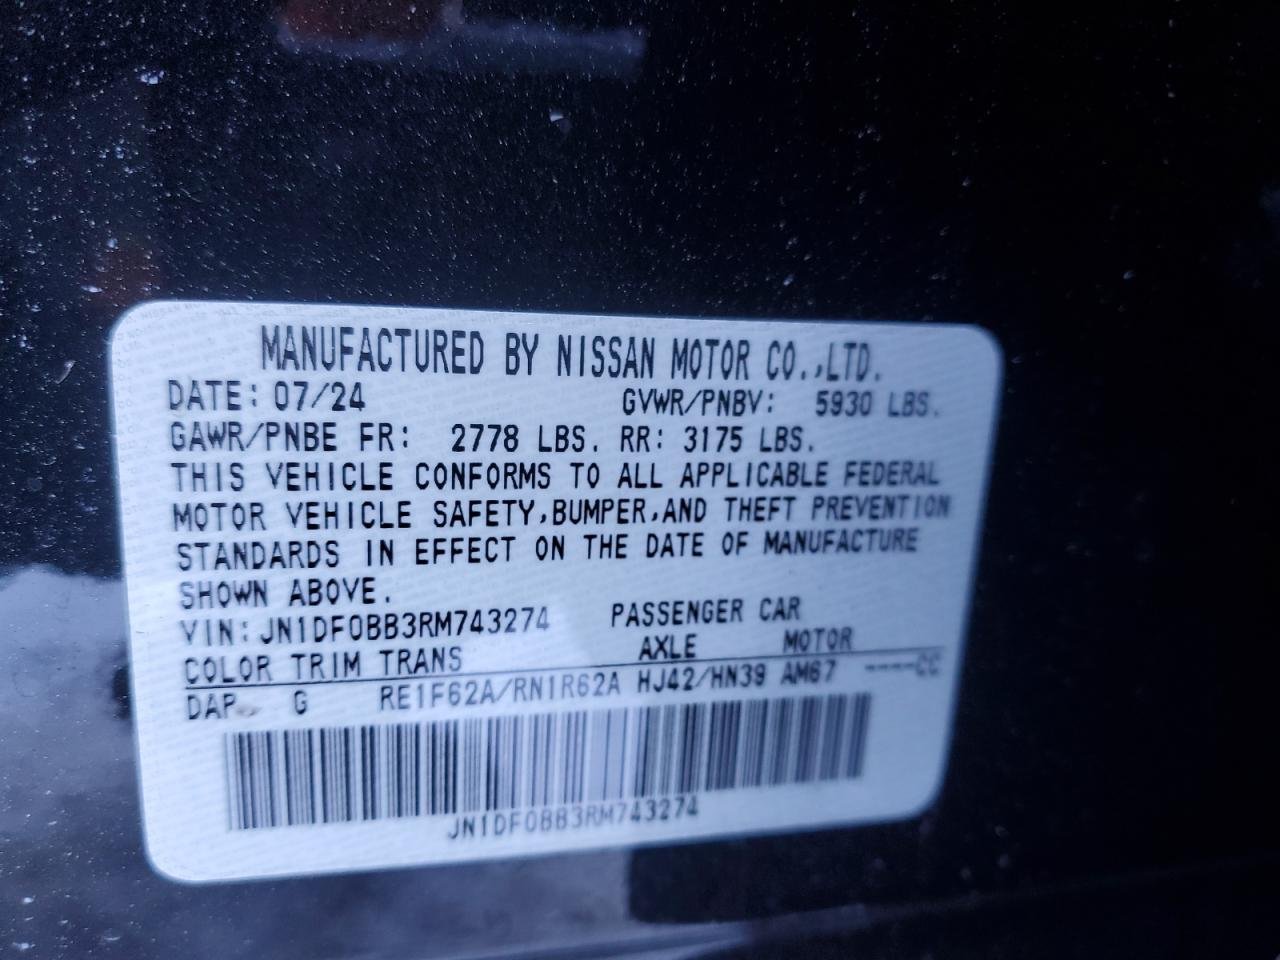 MANUFACTURED BY NISSAN MOTOR CO.,LTD.
DATE: 07/24 GVWR/PNBV: 5930 LBS.
GAWR/PNBE FR: 2778 LBS. RR: 3175 LBS.
THIS VEHICLE CONFORMS TO ALL APPLICABLE FEDERAL
MOTOR VEHICLE SAFETY,BUMPER,AND THEFT PREVENTION
STANDARDS IN EFFECT ON THE DATE OF MANUFACTURE
SHOWN ABOVE.
VIN: JN1DF0BB3RM743274 PASSENGER CAR
COLOR TRIM TRANS AXLE MOTOR
DAP G RE1F62A/RN1R62A HJ42/HN39 AM67 ----CC
JN1DF0BB3RM743274